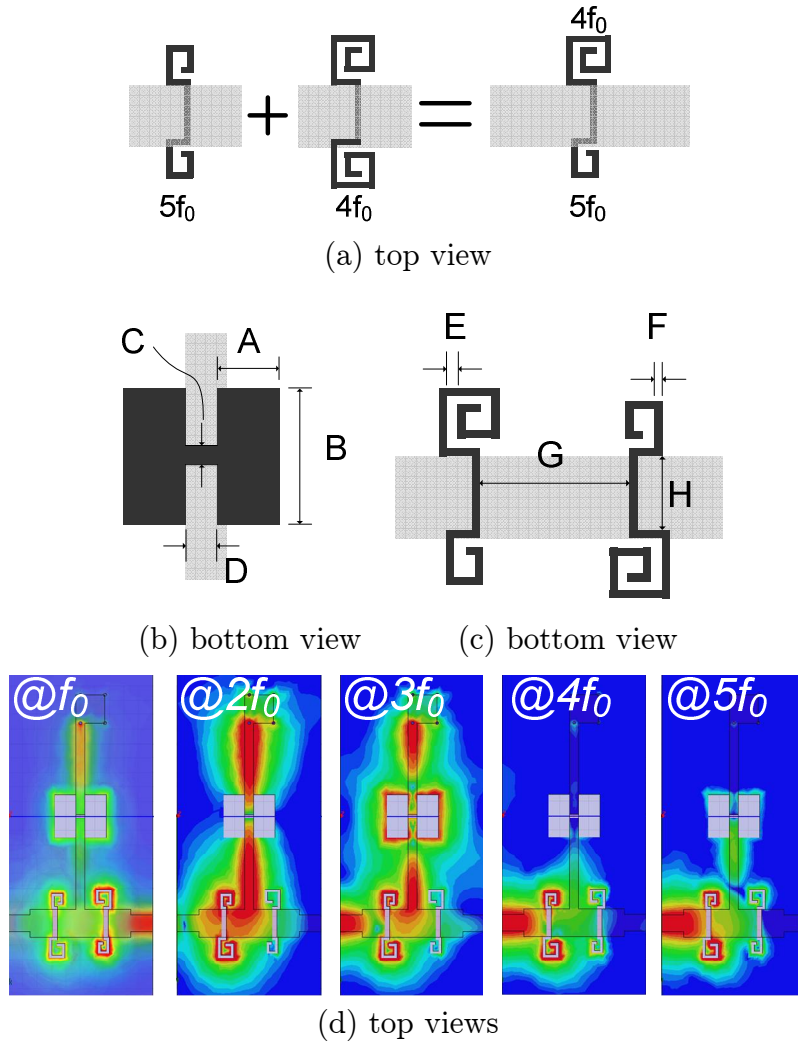 4f₀
+ =
5f₀ 4f₀ 5f₀
(a) top view
C A
B
D
E F
G
H
(b) bottom view (c) bottom view
@f₀ @2f₀ @3f₀ @4f₀ @5f₀
(d) top views